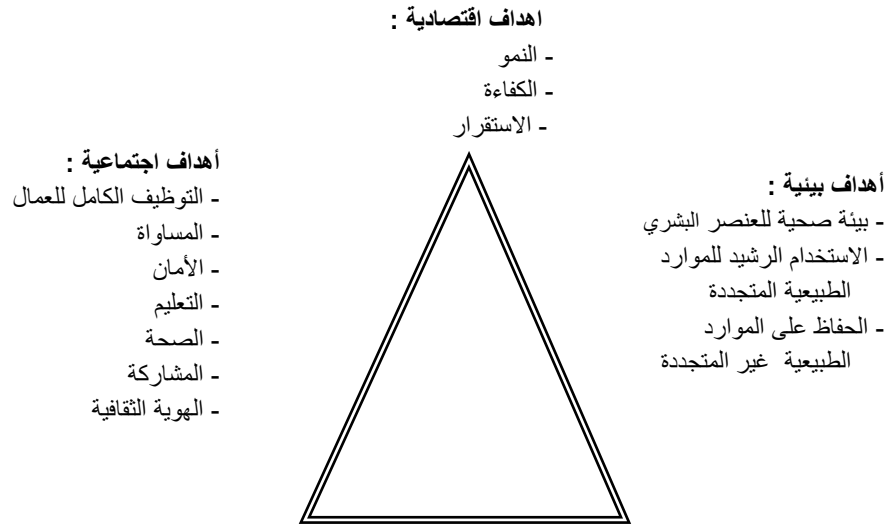 اهداف اقتصادية :
- النمو
- الكفاءة
- الاستقرار
أهداف بيئية :
- بيئة صحية للعنصر البشري
- الاستخدام الرشيد للموارد
الطبيعية المتجددة
- الحفاظ على الموارد
الطبيعية غير المتجددة
أهداف اجتماعية :
- التوظيف الكامل للعمال
- المساواة
- الأمان
- التعليم
- الصحة
- المشاركة
- الهوية الثقافية